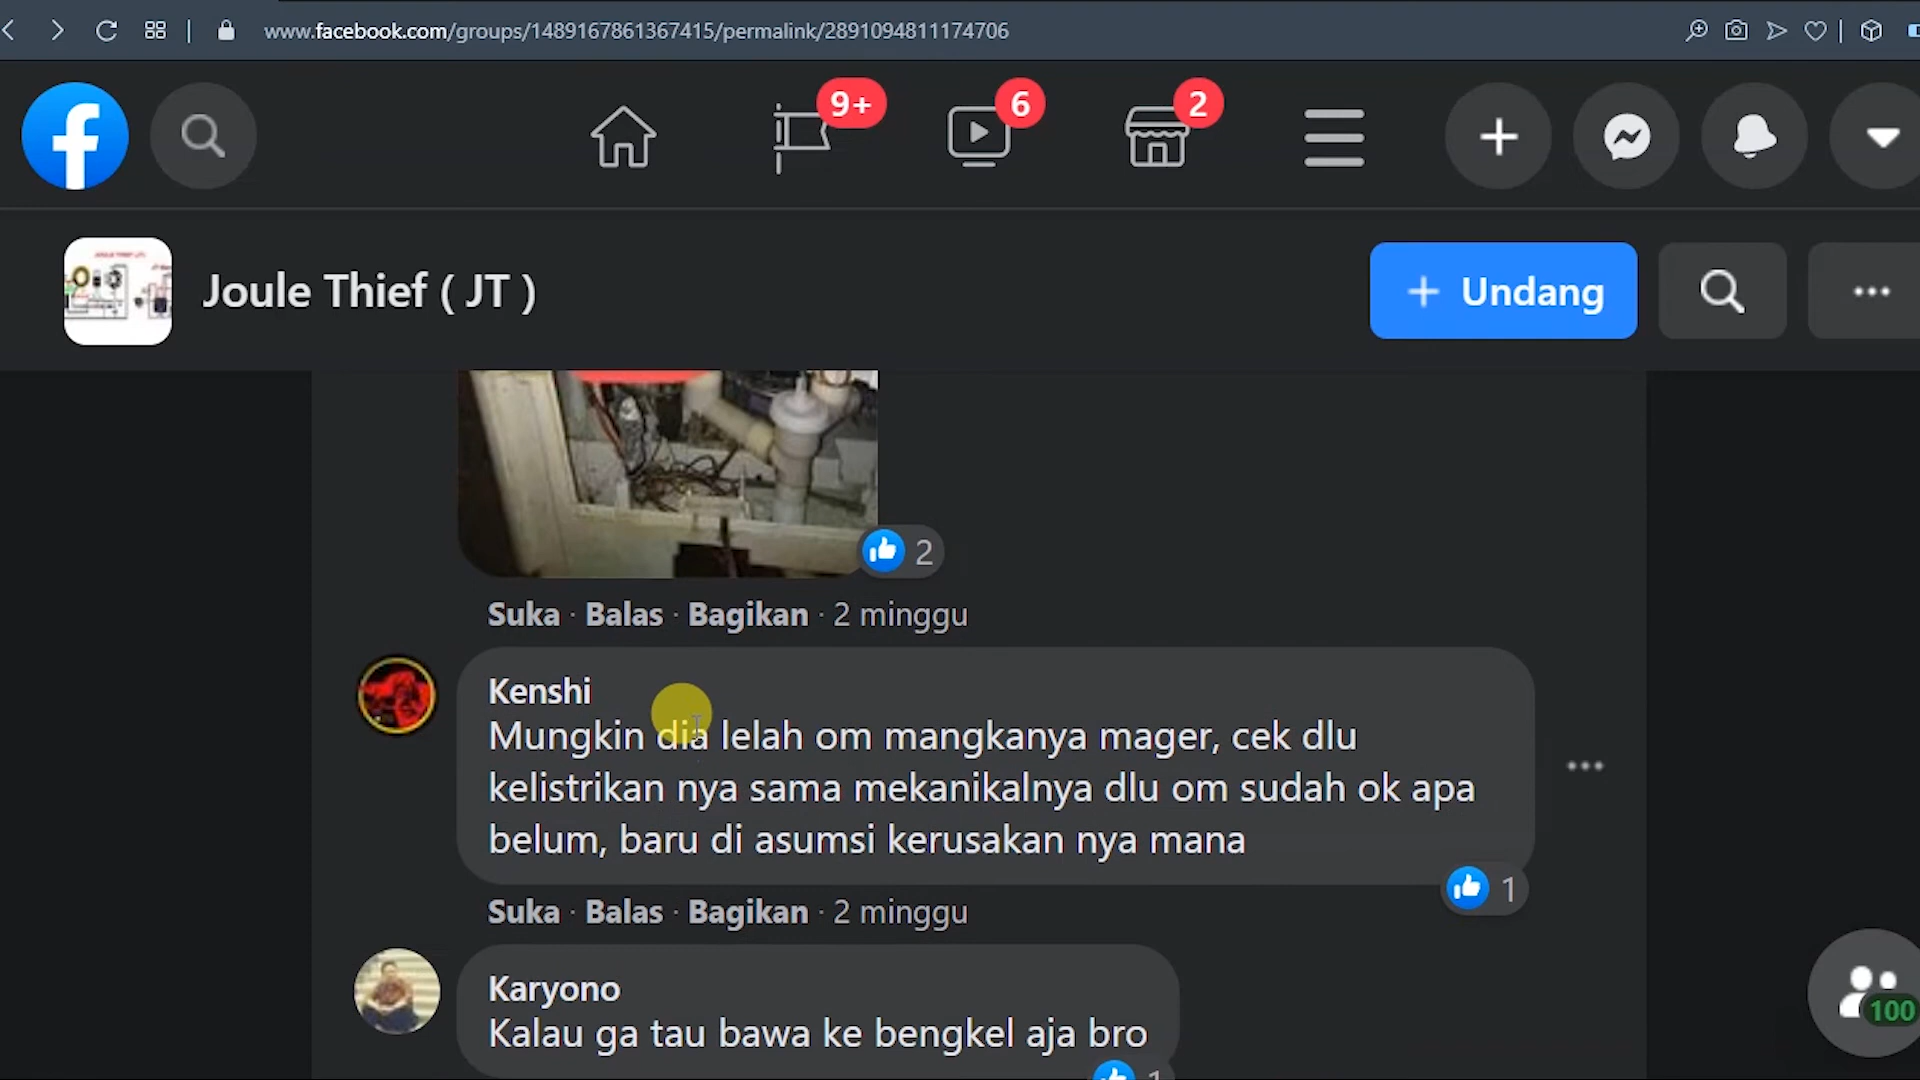 www.facebook.com/groups/1489167861367415/permalink/2891094811174706
9+
6
2
Joule Thief ( JT )
+ Undang
2
Suka · Balas · Bagikan · 2 minggu
Kenshi
Mungkin dia lelah om mangkanya mager, cek dlu
kelistrikan nya sama mekanikalnya dlu om sudah ok apa
belum, baru di asumsi kerusakan nya mana
1
Suka · Balas · Bagikan · 2 minggu
Karyono
Kalau ga tau bawa ke bengkel aja bro
1
100